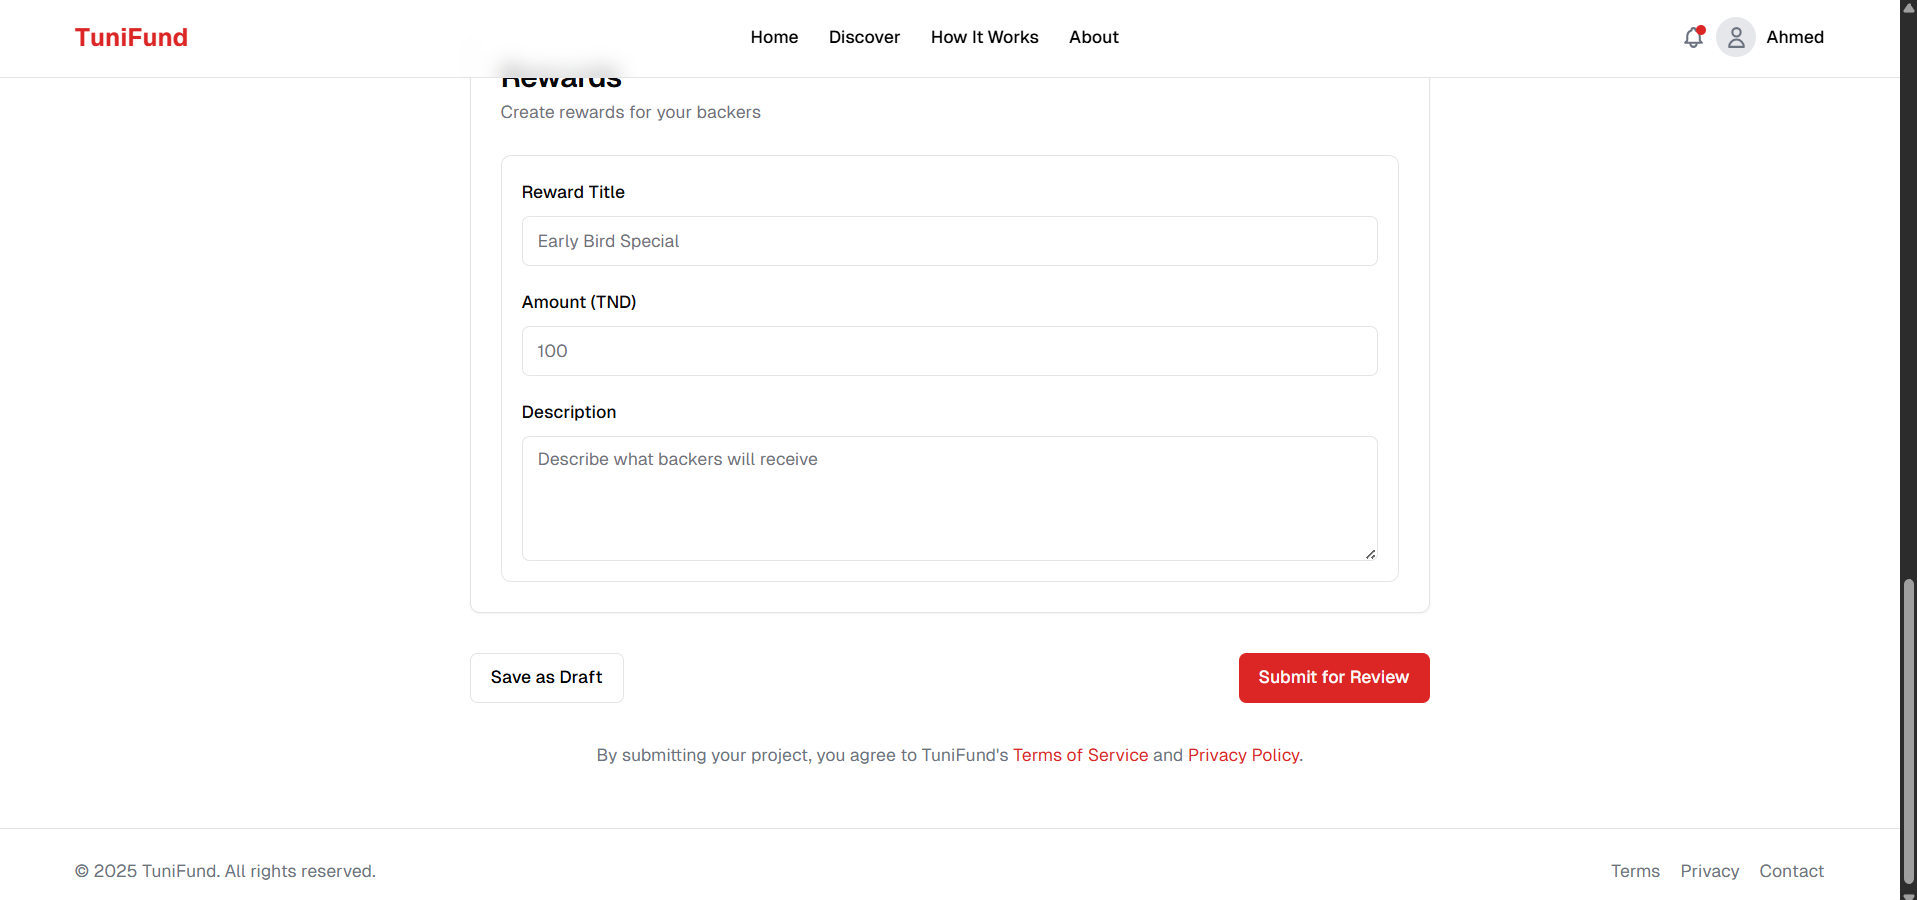 TuniFund
Home Discover How It Works About
Ahmed
Rewards
Create rewards for your backers
Reward Title
Early Bird Special
Amount (TND)
100
Description
Describe what backers will receive
Save as Draft
Submit for Review
By submitting your project, you agree to TuniFund's Terms of Service and Privacy Policy.
© 2025 TuniFund. All rights reserved.
Terms Privacy Contact